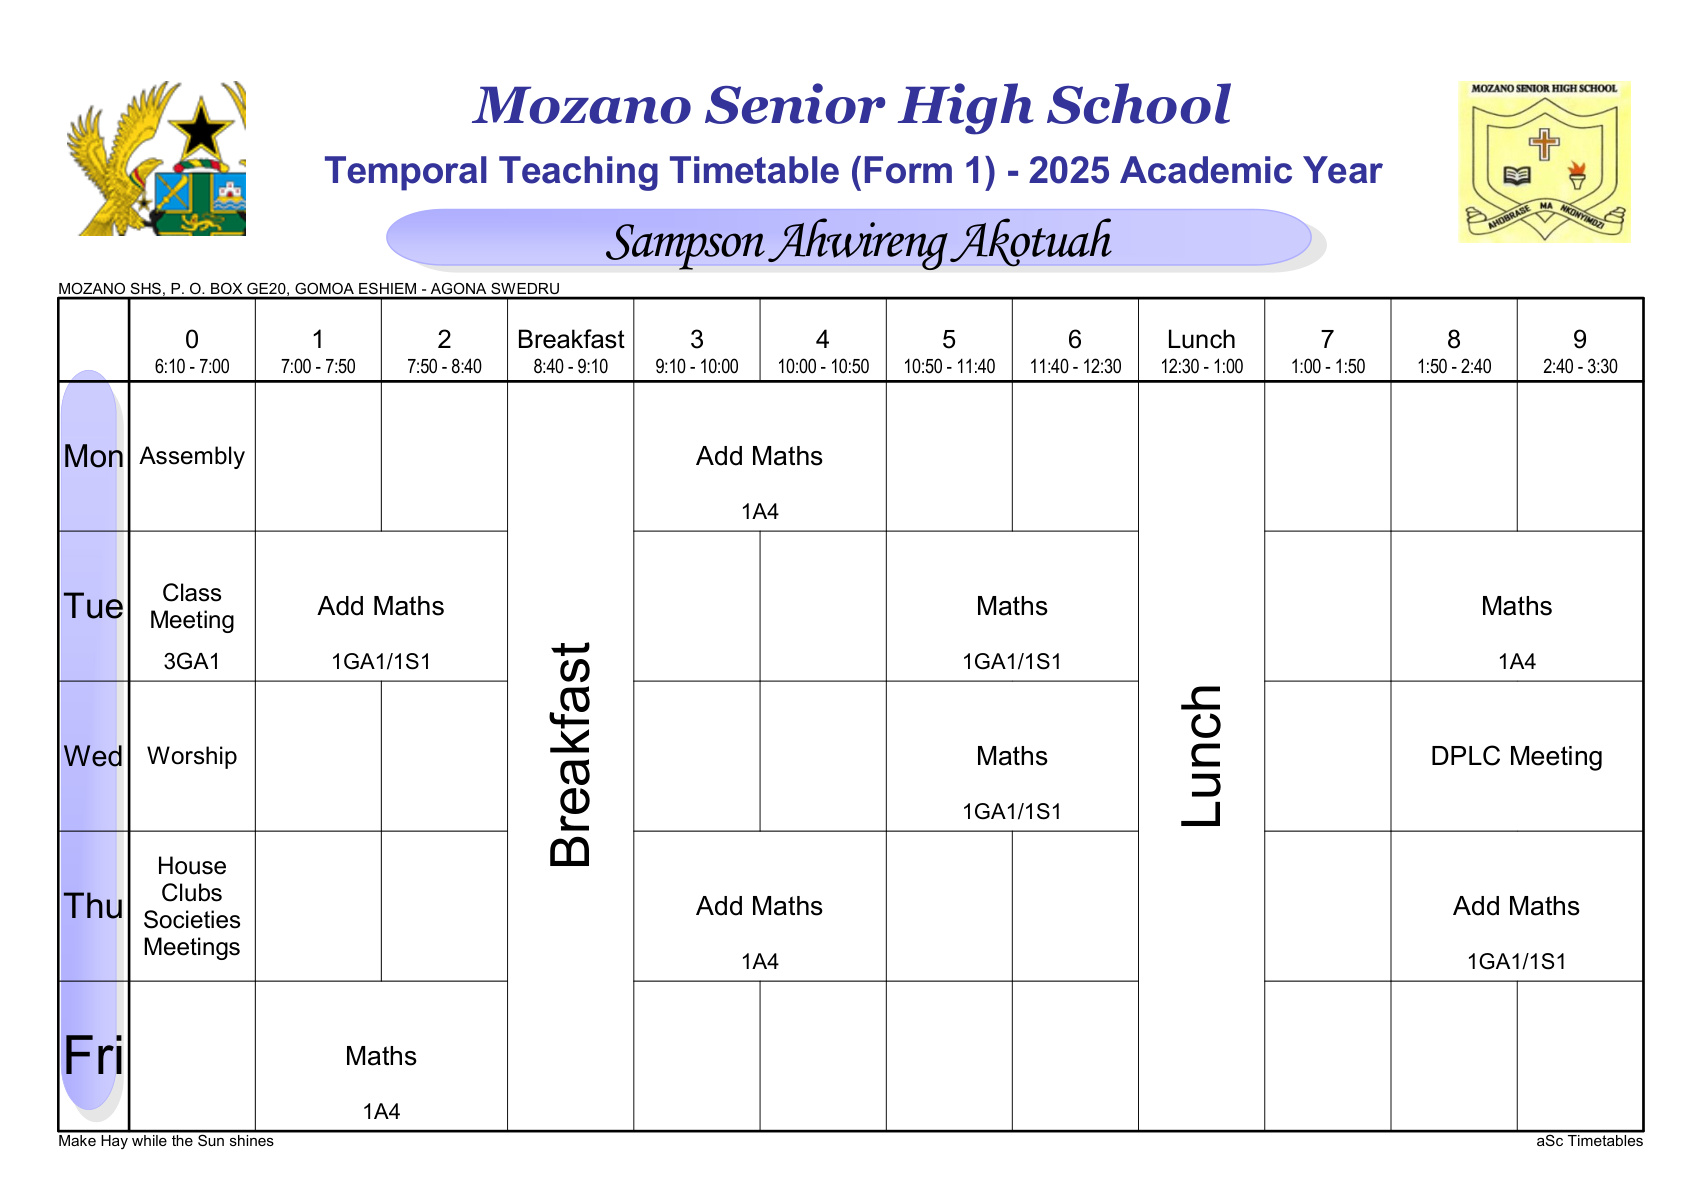 Mozano Senior High School
MOZANO SENIOR HIGH SCHOOL
Temporal Teaching Timetable (Form 1) - 2025 Academic Year
AHOBRASE MA NKONYIMDZI
Sampson Ahwireng Akotuah
MOZANO SHS, P. O. BOX GE20, GOMOA ESHIEM - AGONA SWEDRU
0 1 2 Breakfast 3 4 5 6 Lunch 7 8 9
6:10 - 7:00 7:00 - 7:50 7:50 - 8:40 8:40 - 9:10 9:10 - 10:00 10:00 - 10:50 10:50 - 11:40 11:40 - 12:30 12:30 - 1:00 1:00 - 1:50 1:50 - 2:40 2:40 - 3:30
Mon Assembly Add Maths
1A4
Tue Class Meeting Add Maths Maths Maths
3GA1 1GA1/1S1 1GA1/1S1 1A4
Breakfast
Lunch
Wed Worship Maths DPLC Meeting
1GA1/1S1
Thu House Clubs Societies Meetings Add Maths Add Maths
1A4 1GA1/1S1
Fri Maths
1A4
Make Hay while the Sun shines
aSc Timetables